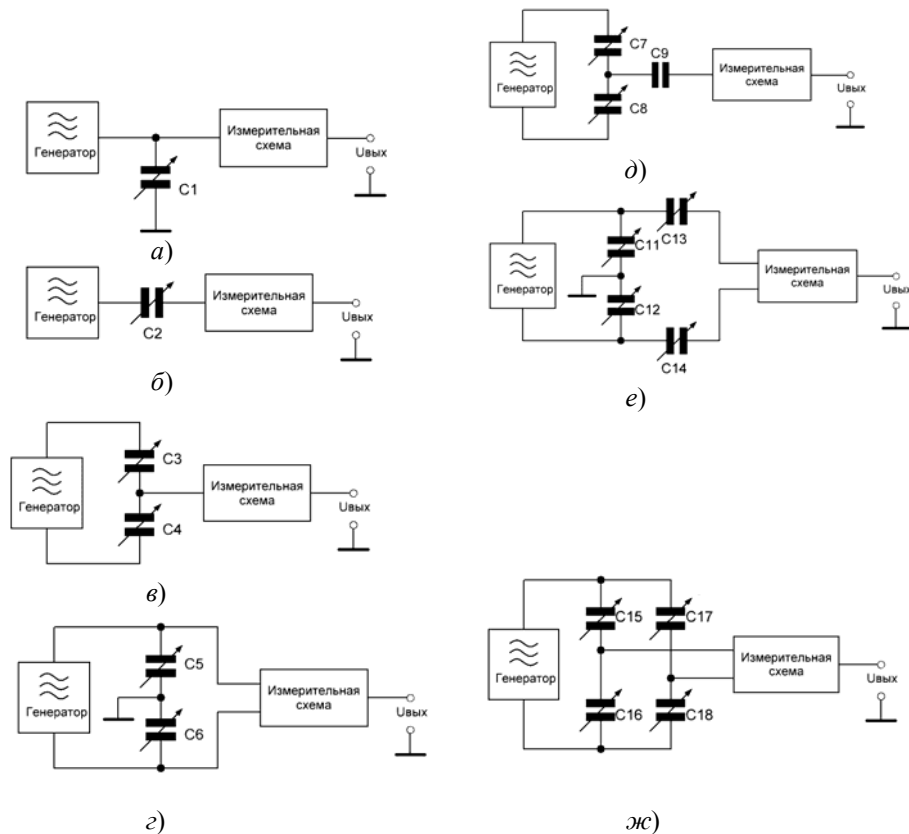 Генератор
C1
Измерительная
схема
Uвых
а)
Генератор
C2
Измерительная
схема
Uвых
б)
Генератор
C3
C4
Измерительная
схема
Uвых
в)
Генератор
C5
C6
Измерительная
схема
Uвых
г)
Генератор
C7
C8
C9
Измерительная
схема
Uвых
д)
Генератор
C11
C13
C12
C14
Измерительная
схема
Uвых
е)
Генератор
C15
C17
C16
C18
Измерительная
схема
Uвых
ж)